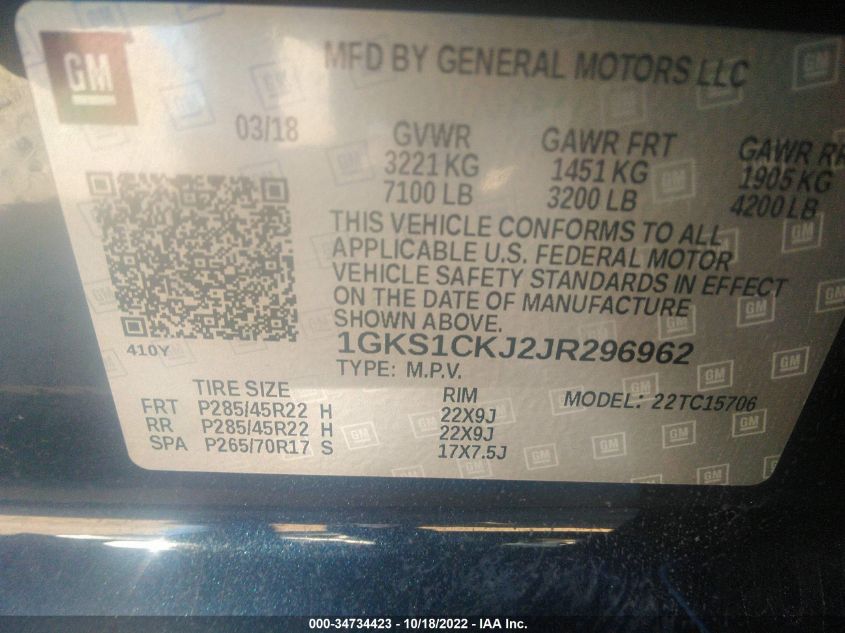 GM
MFD BY GENERAL MOTORS LLC
03/18
GVWR GAWR FRT GAWR RR
3221 KG 1451 KG 1905 KG
7100 LB 3200 LB 4200 LB
THIS VEHICLE CONFORMS TO ALL
APPLICABLE U.S. FEDERAL MOTOR
VEHICLE SAFETY STANDARDS IN EFFECT
ON THE DATE OF MANUFACTURE
SHOWN ABOVE.
1GKS1CKJ2JR296962
410Y
TYPE: M.P.V.
TIRE SIZE RIM MODEL: 22TC15706
FRT P285/45R22 H 22X9J
RR P285/45R22 H 22X9J
SPA P265/70R17 S 17X7.5J
000-34734423 - 10/18/2022 - IAA Inc.